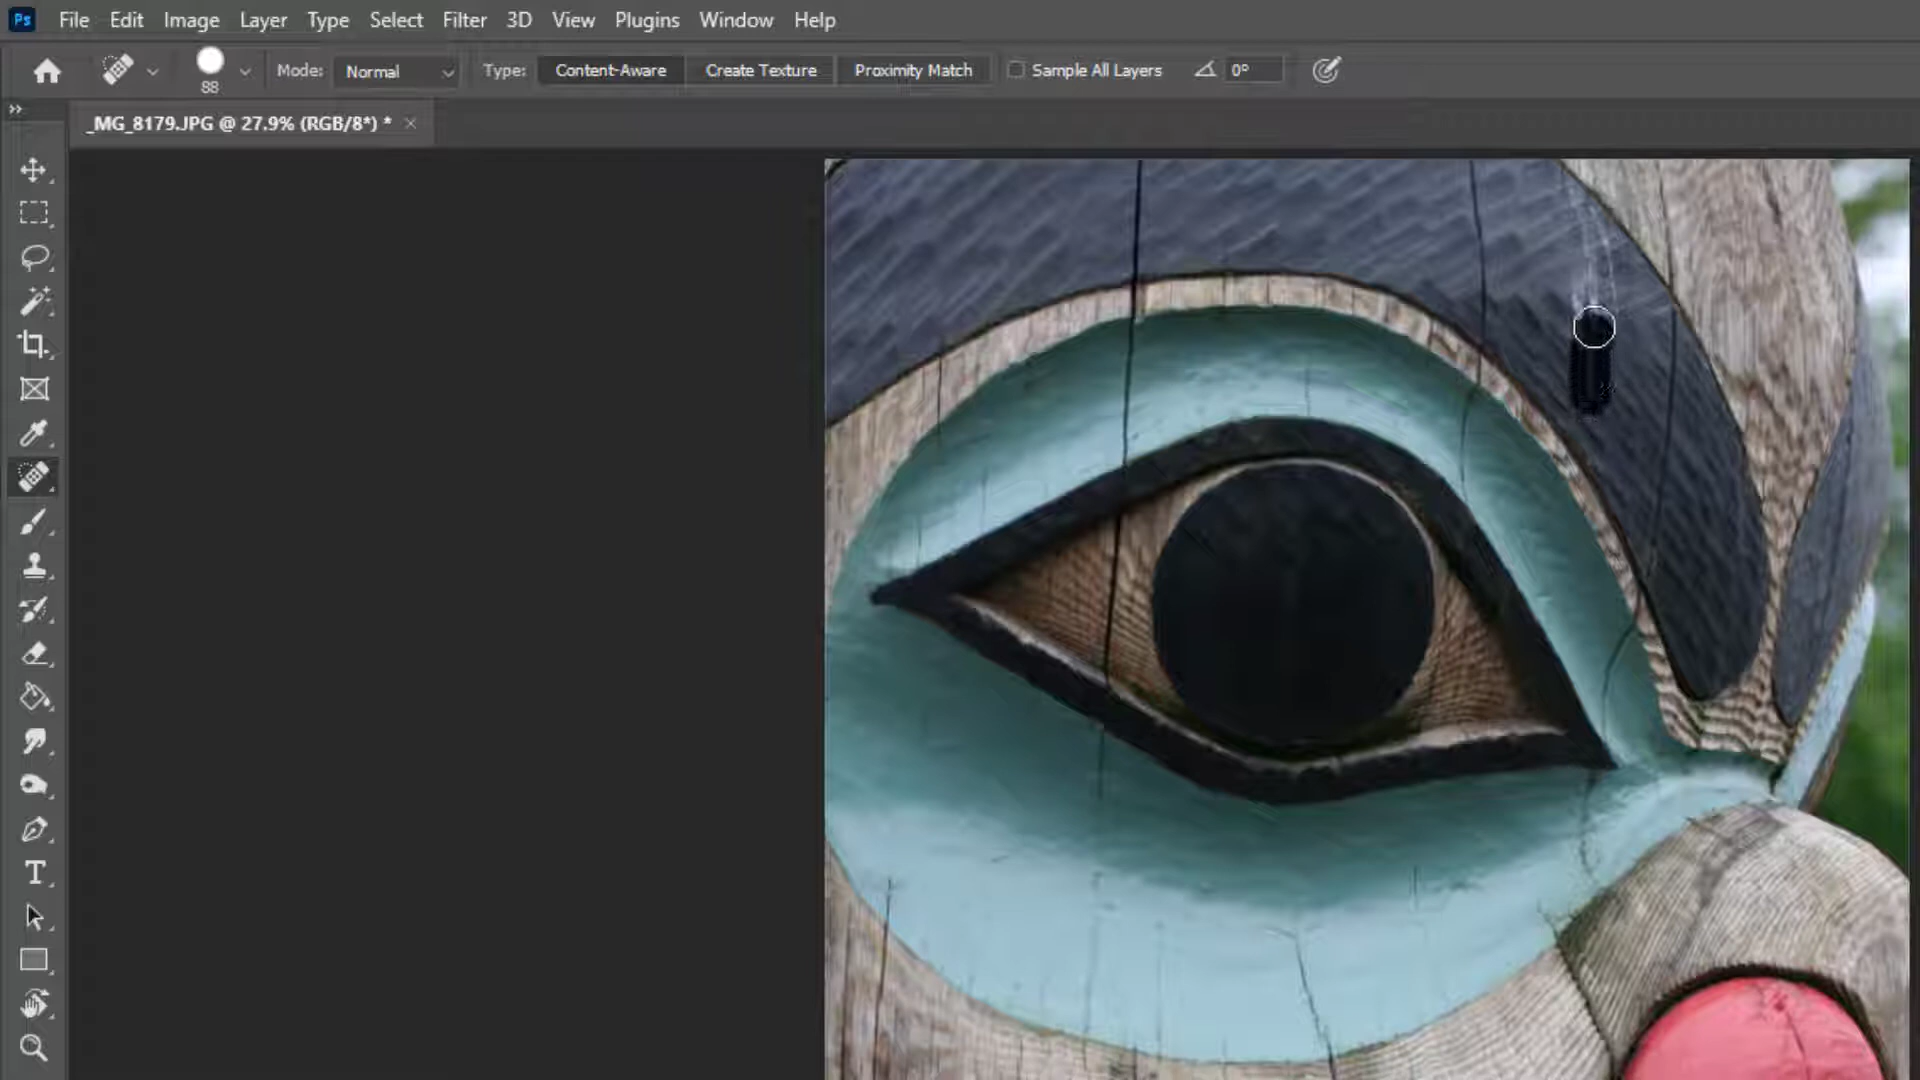 Ps File Edit Image Layer Type Select Filter 3D View Plugins Window Help
88 Mode: Normal Type: Content-Aware Create Texture Proximity Match Sample All Layers 0°
_MG_8179.JPG @ 27.9% (RGB/8*) * ×
T